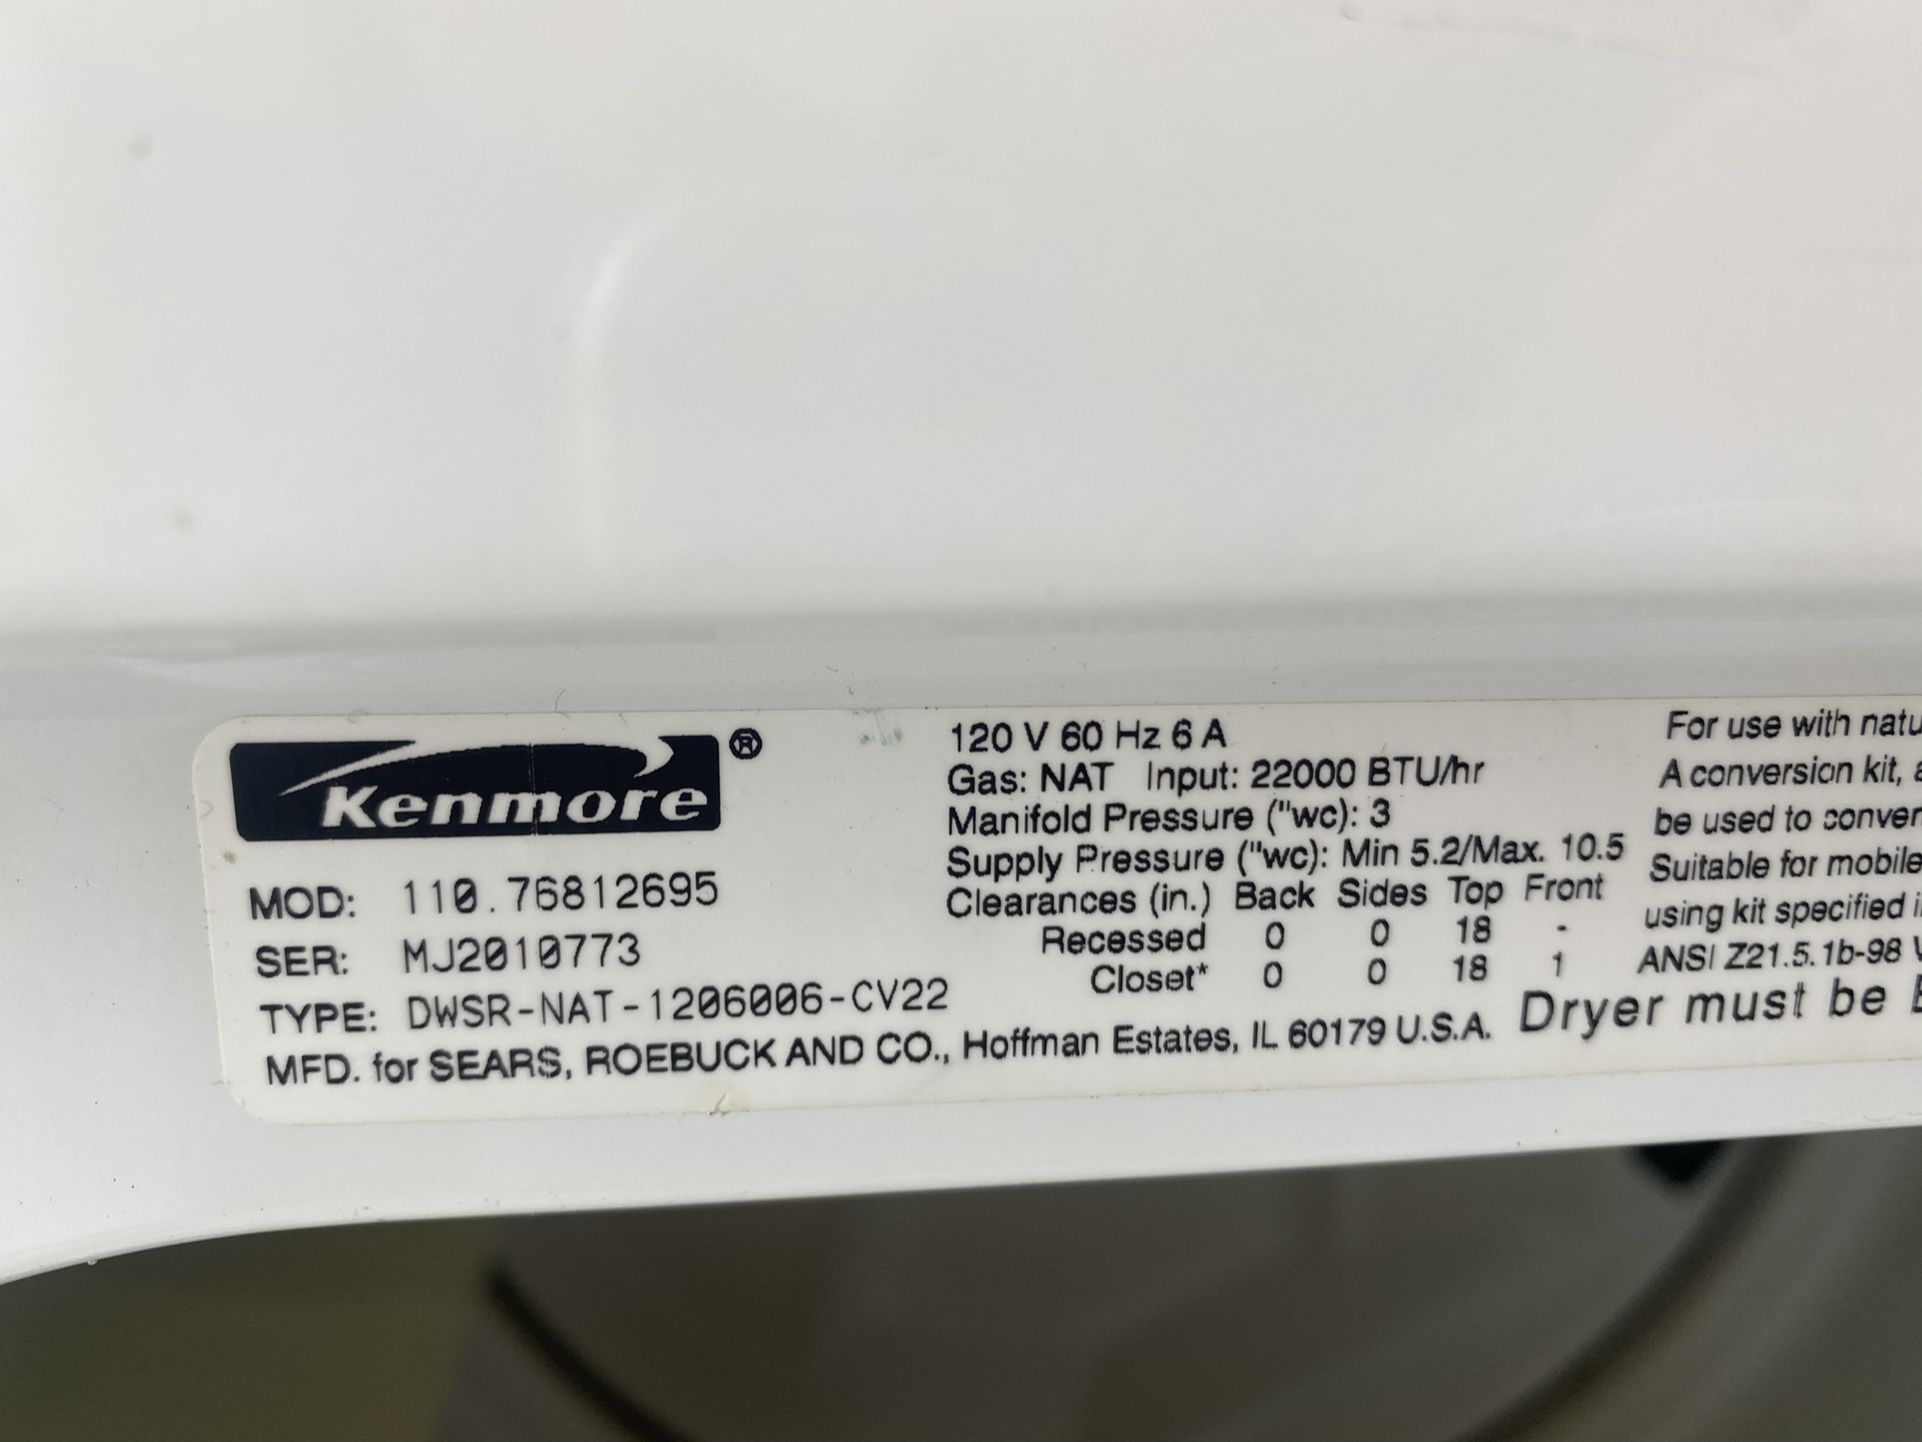 Kenmore®
MOD: 110.76812695
SER: MJ2010773
TYPE: DWSR-NAT-1206006-CV22
MFD. for SEARS, ROEBUCK AND CO., Hoffman Estates, IL 60179 U.S.A.
120 V 60 Hz 6 A
Gas: NAT Input: 22000 BTU/hr
Manifold Pressure ("wc): 3
Supply Pressure ("wc): Min 5.2/Max. 10.5
Clearances (in.) Back Sides Top Front
Recessed 0 0 18 -
Closet* 0 0 18 1
For use with natu
A conversion kit, a
be used to conver
Suitable for mobile
using kit specified i
ANSI Z21.5.1b-98
Dryer must be